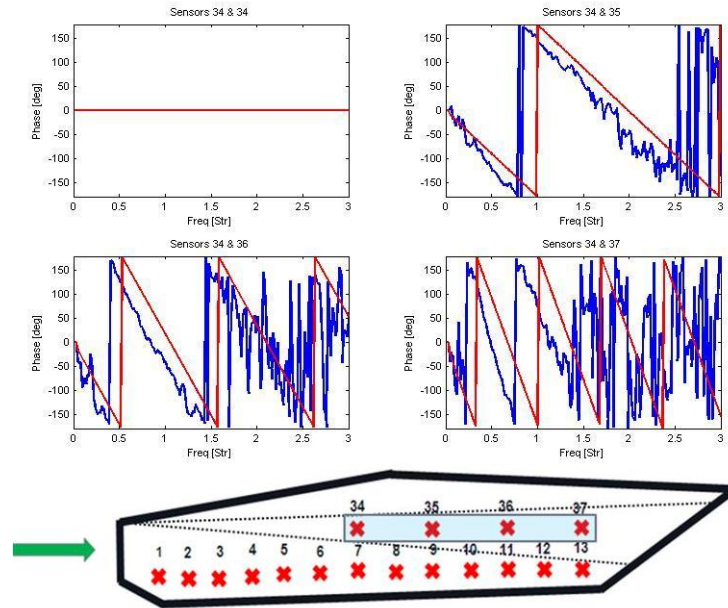 Sensors 34 & 34
150
100
50
0
-50
-100
-150
Phase [deg]
0 0.5 1 1.5 2 2.5 3
Freq [Str]
Sensors 34 & 35
150
100
50
0
-50
-100
-150
Phase [deg]
0 0.5 1 1.5 2 2.5 3
Freq [Str]
Sensors 34 & 36
150
100
50
0
-50
-100
-150
Phase [deg]
0 0.5 1 1.5 2 2.5 3
Freq [Str]
Sensors 34 & 37
150
100
50
0
-50
-100
-150
Phase [deg]
0 0.5 1 1.5 2 2.5 3
Freq [Str]
34 35 36 37
1 2 3 4 5 6 7 8 9 10 11 12 13